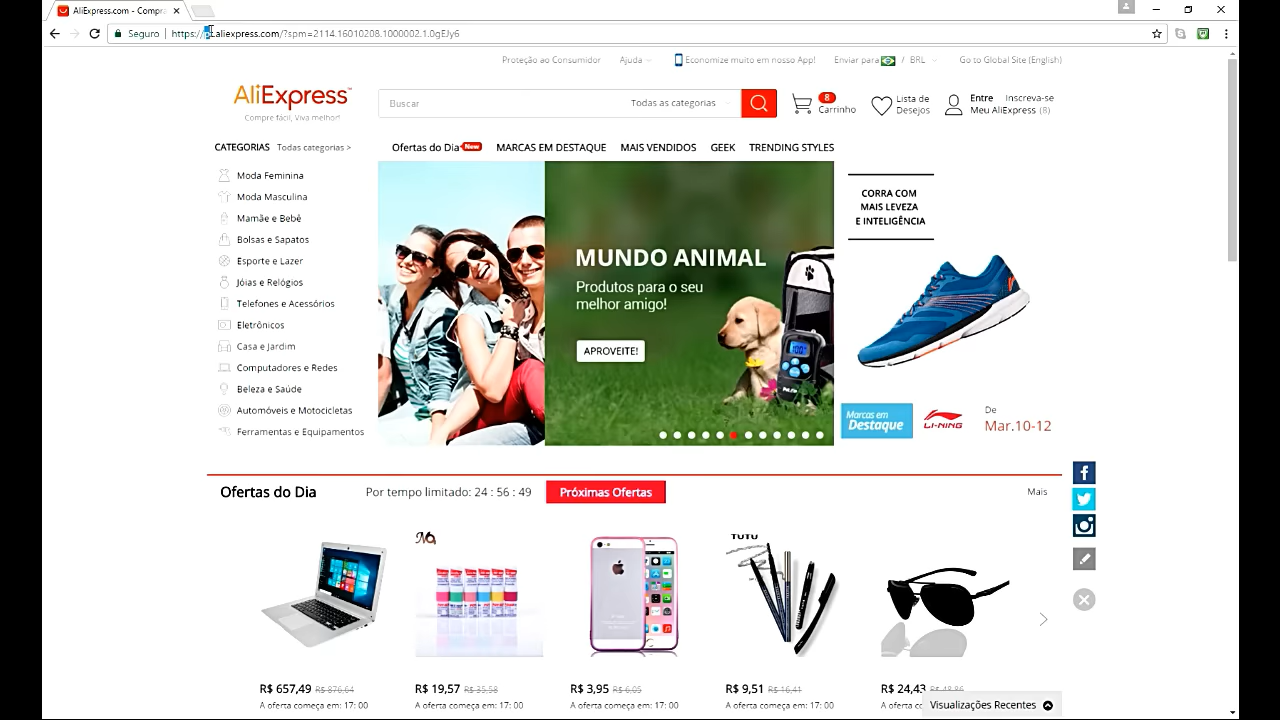 AliExpress.com - Compra
Seguro https://pt.aliexpress.com/?spm=2114.16010208.1000002.1.0gEJy6
Proteção ao Consumidor Ajuda Economize muito em nosso App! Enviar para / BRL Go to Global Site (English)
AliExpress™
Compre fácil, Viva melhor!
Buscar Todas as categorias
8
Carrinho
Lista de
Desejos
Entre Inscreva-se
Meu AliExpress (8)
CATEGORIAS Todas categorias >
Ofertas do Dia New MARCAS EM DESTAQUE MAIS VENDIDOS GEEK TRENDING STYLES
Moda Feminina
Moda Masculina
Mamãe e Bebê
Bolsas e Sapatos
Esporte e Lazer
Jóias e Relógios
Telefones e Acessórios
Eletrônicos
Casa e Jardim
Computadores e Redes
Beleza e Saúde
Automóveis e Motocicletas
Ferramentas e Equipamentos
MUNDO ANIMAL
Produtos para o seu
melhor amigo!
APROVEITE!
100
CORRA COM
MAIS LEVEZA
E INTELIGÊNCIA
Marcas em
Destaque
LI-NING
De
Mar.10-12
Ofertas do Dia Por tempo limitado: 24 : 56 : 49 Próximas Ofertas Mais
TUTU
R$ 657,49 R$ 876,64
A oferta começa em: 17: 00
R$ 19,57 R$ 35,58
A oferta começa em: 17: 00
R$ 3,95 R$ 6,05
A oferta começa em: 17: 00
R$ 9,51 R$ 16,41
A oferta começa em: 17: 00
R$ 24,43 R$ 48,86
A oferta começ
Visualizações Recentes